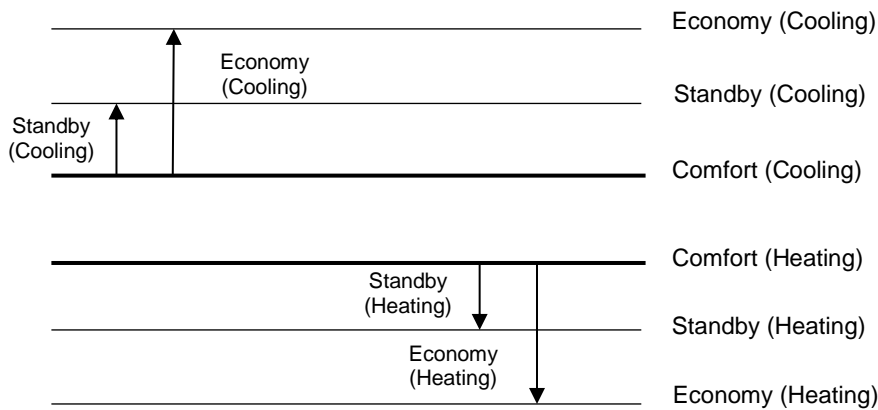 Economy (Cooling)
Economy
(Cooling)
Standby (Cooling)
Standby
(Cooling)
Comfort (Cooling)
Comfort (Heating)
Standby
(Heating)
Standby (Heating)
Economy
(Heating)
Economy (Heating)